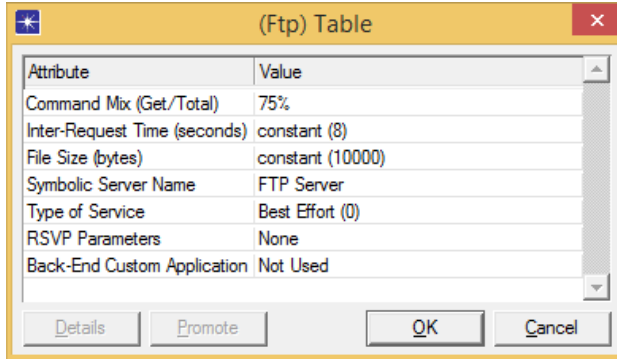 (Ftp) Table
Attribute Value
Command Mix (Get/Total) 75%
Inter-Request Time (seconds) constant (8)
File Size (bytes) constant (10000)
Symbolic Server Name FTP Server
Type of Service Best Effort (0)
RSVP Parameters None
Back-End Custom Application Not Used
Details Promote OK Cancel